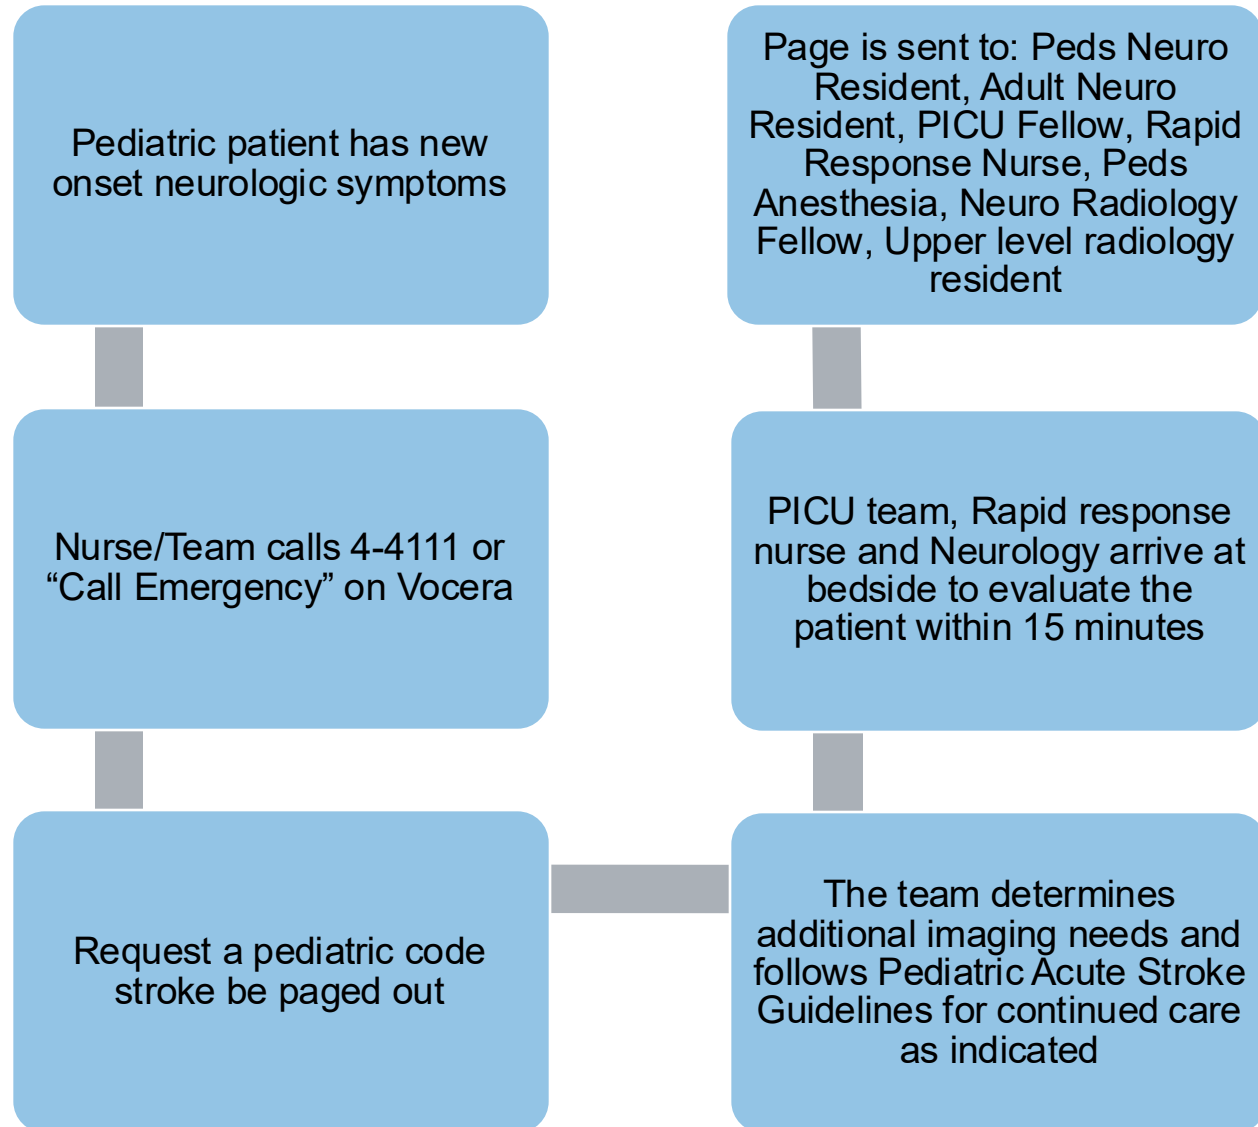 Pediatric patient has new
onset neurologic symptoms
Nurse/Team calls 4-4111 or
“Call Emergency” on Vocera
Request a pediatric code
stroke be paged out
Page is sent to: Peds Neuro
Resident, Adult Neuro
Resident, PICU Fellow, Rapid
Response Nurse, Peds
Anesthesia, Neuro Radiology
Fellow, Upper level radiology
resident
PICU team, Rapid response
nurse and Neurology arrive at
bedside to evaluate the
patient within 15 minutes
The team determines
additional imaging needs and
follows Pediatric Acute Stroke
Guidelines for continued care
as indicated